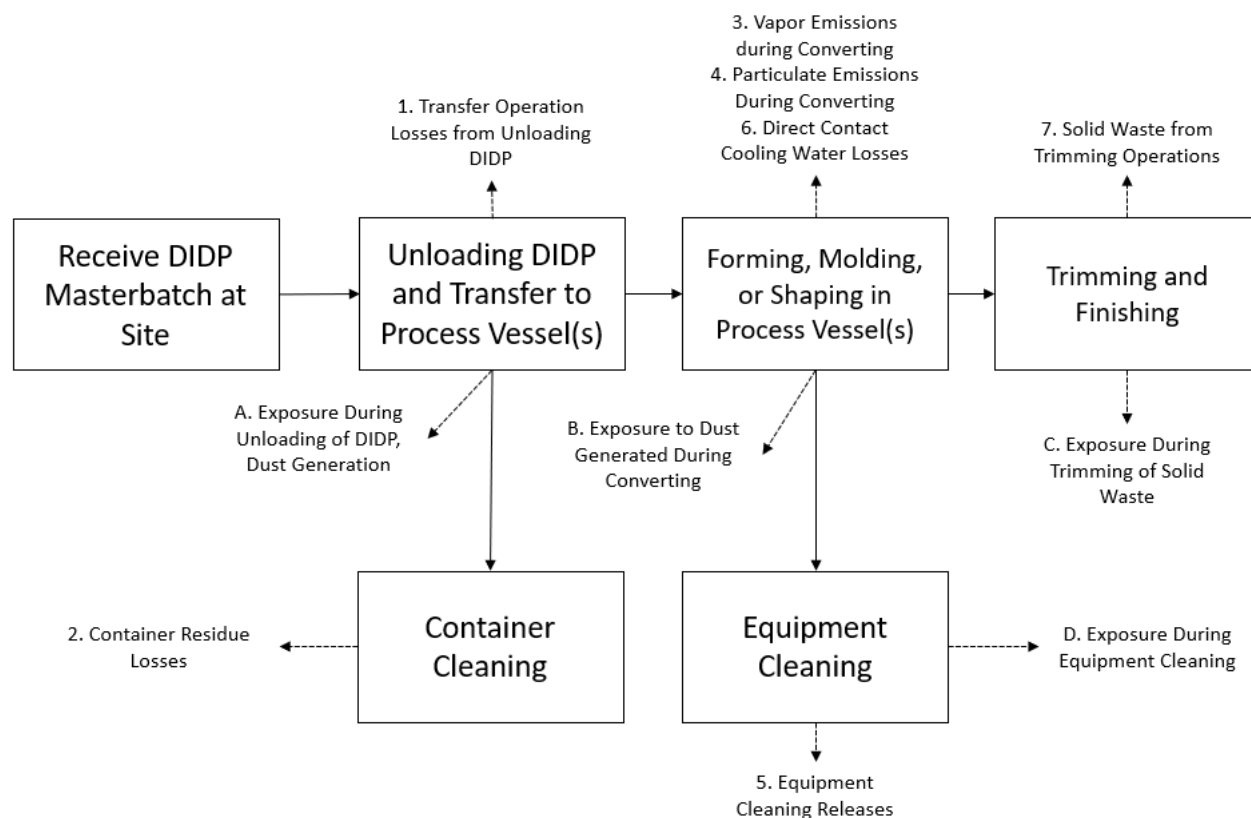 3. Vapor Emissions
during Converting
4. Particulate Emissions
During Converting
6. Direct Contact
Cooling Water Losses
1. Transfer Operation
Losses from Unloading
DIDP
7. Solid Waste from
Trimming Operations
Receive DIDP
Masterbatch at
Site
Unloading DIDP
and Transfer to
Process Vessel(s)
Forming, Molding,
or Shaping in
Process Vessel(s)
Trimming and
Finishing
A. Exposure During
Unloading of DIDP,
Dust Generation
B. Exposure to Dust
Generated During
Converting
C. Exposure During
Trimming of Solid
Waste
2. Container Residue
Losses
Container
Cleaning
Equipment
Cleaning
D. Exposure During
Equipment Cleaning
5. Equipment
Cleaning Releases